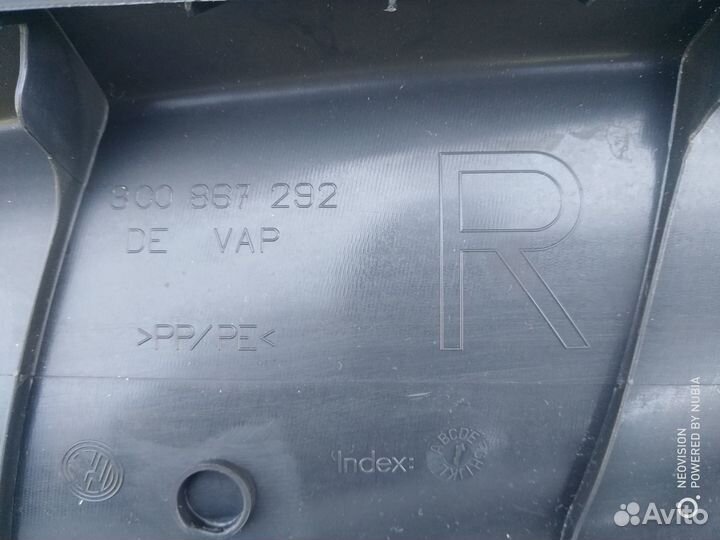 3C0 867 292
DE VAP
R
>PP/PE<
Index:
NEOVISION
POWERED BY NUBIA
Avito